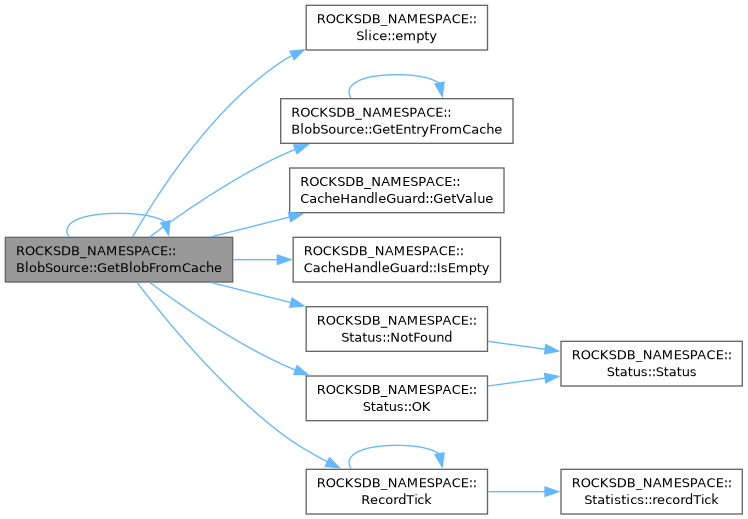 ROCKSDB_NAMESPACE::
Slice::empty
ROCKSDB_NAMESPACE::
BlobSource::GetEntryFromCache
ROCKSDB_NAMESPACE::
CacheHandleGuard::GetValue
ROCKSDB_NAMESPACE::
BlobSource::GetBlobFromCache
ROCKSDB_NAMESPACE::
CacheHandleGuard::IsEmpty
ROCKSDB_NAMESPACE::
Status::NotFound
ROCKSDB_NAMESPACE::
Status::Status
ROCKSDB_NAMESPACE::
Status::OK
ROCKSDB_NAMESPACE::
RecordTick
ROCKSDB_NAMESPACE::
Statistics::recordTick